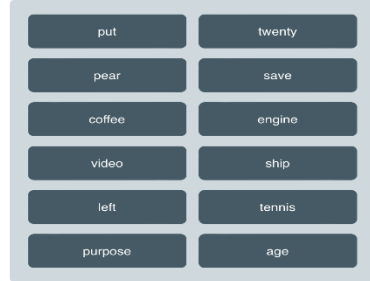 put twenty
pear save
coffee engine
video ship
left tennis
purpose age